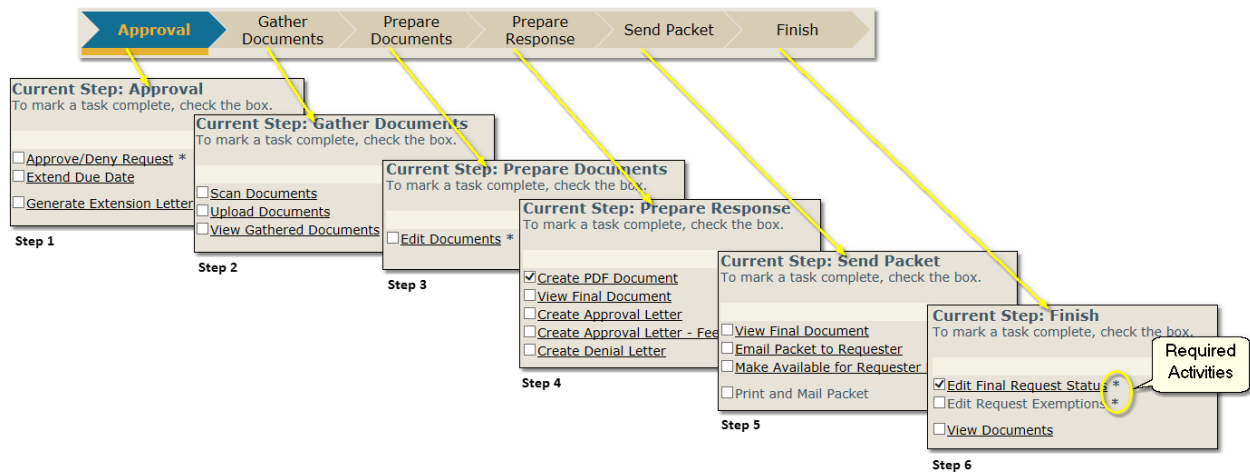 Approval
Gather
Documents
Prepare
Documents
Prepare
Response
Send Packet
Finish
Current Step: Approval
To mark a task complete, check the box.
Approve/Deny Request *
Extend Due Date
Generate Extension Letter
Step 1
Current Step: Gather Documents
To mark a task complete, check the box.
Scan Documents
Upload Documents
View Gathered Documents
Step 2
Current Step: Prepare Documents
To mark a task complete, check the box.
Edit Documents *
Step 3
Current Step: Prepare Response
To mark a task complete, check the box.
Create PDF Document
View Final Document
Create Approval Letter
Create Approval Letter - Fee
Create Denial Letter
Step 4
Current Step: Send Packet
To mark a task complete, check the box.
View Final Document
Email Packet to Requester
Make Available for Requester
Print and Mail Packet
Step 5
Current Step: Finish
To mark a task complete, check the box.
Edit Final Request Status *
Edit Request Exemptions *
View Documents
Step 6
Required
Activities